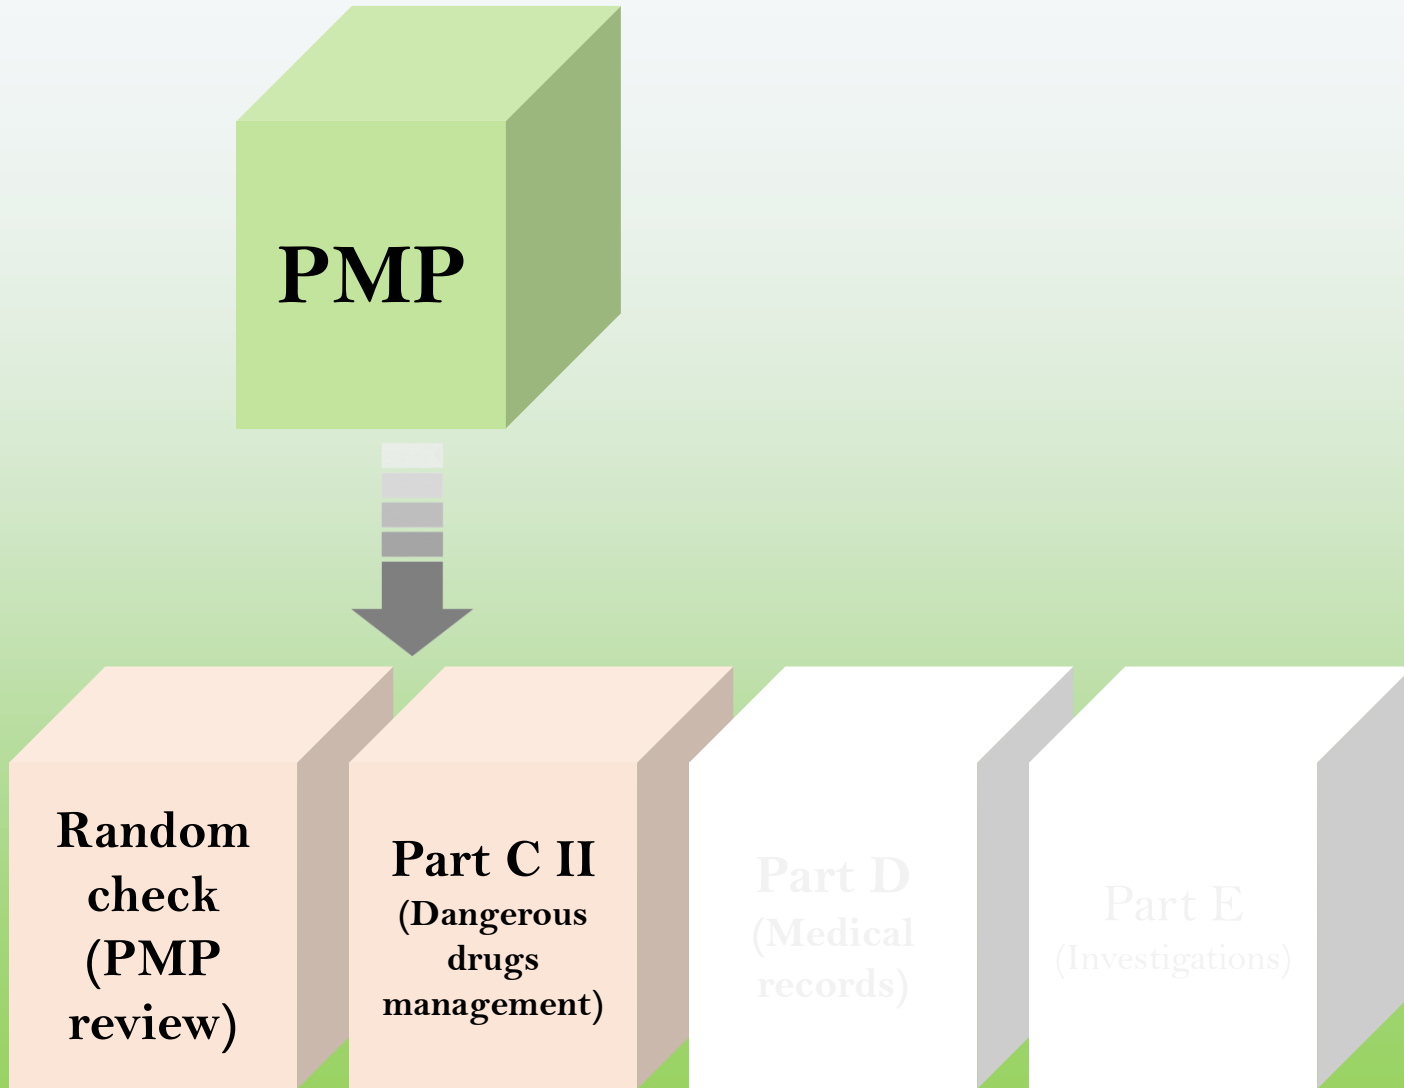 PMP
Random
check
(PMP
review)
Part C II
(Dangerous
drugs
management)
Part D
(Medical
records)
Part E
(Investigations)